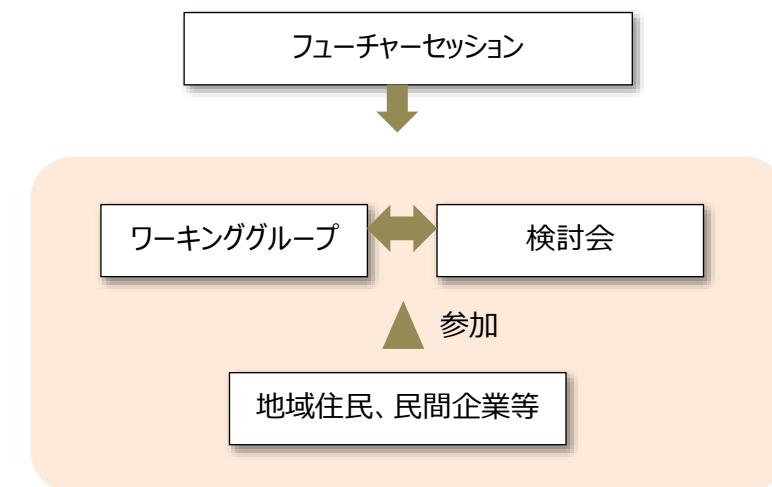 フューチャーセッション
ワーキンググループ
検討会
参加
地域住民、民間企業等